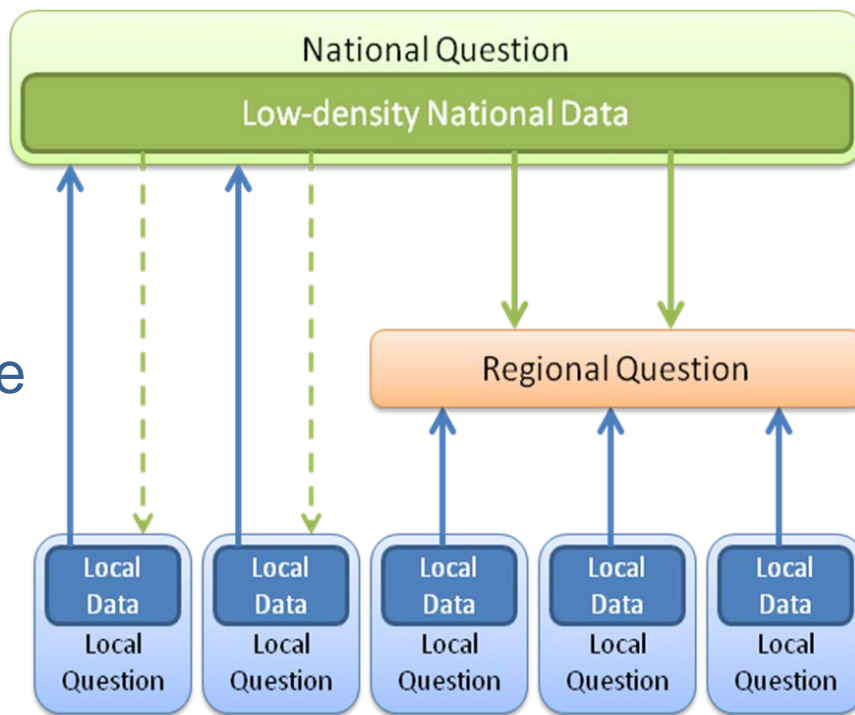 National Question
Low-density National Data
e
Regional Question
Local Data
Local Question
Local Data
Local Question
Local Data
Local Question
Local Data
Local Question
Local Data
Local Question